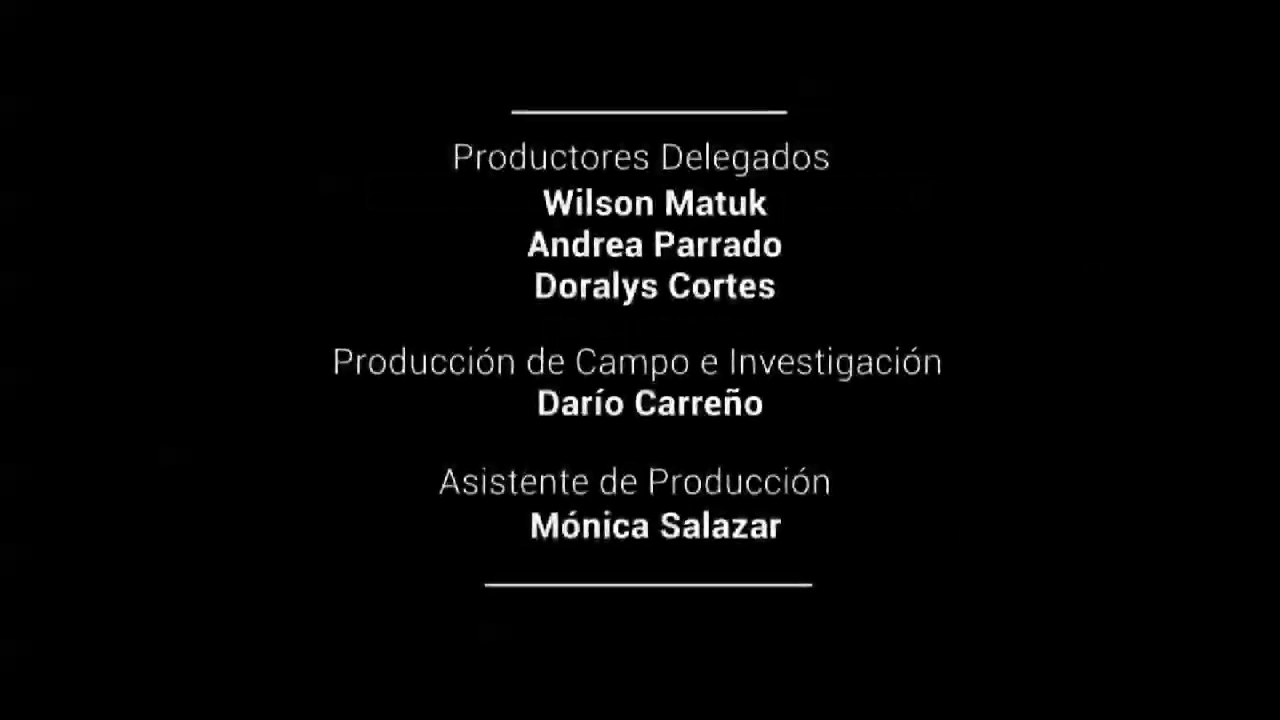 Productores Delegados
Wilson Matuk
Andrea Parrado
Doralys Cortes
Producción de Campo e Investigación
Darío Carreño
Asistente de Producción
Mónica Salazar